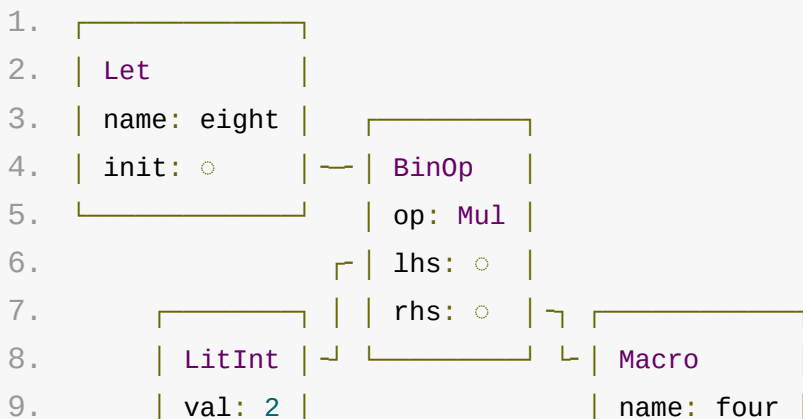 1. ┌──────────────┐
2. │ Let          │
3. │ name: eight │   ┌─────────┐
4. │ init: ◌     │╶─╴│ BinOp   │
5. └──────────────┘   │ op: Mul │
6.                 ┌╴│ lhs: ◌  │
7.      ┌────────┐ │ │ rhs: ◌  │╶┐ ┌────────────
8.      │ LitInt │╶┘ └─────────┘ └╴│ Macro
9.      │ val: 2 │                  │ name: four